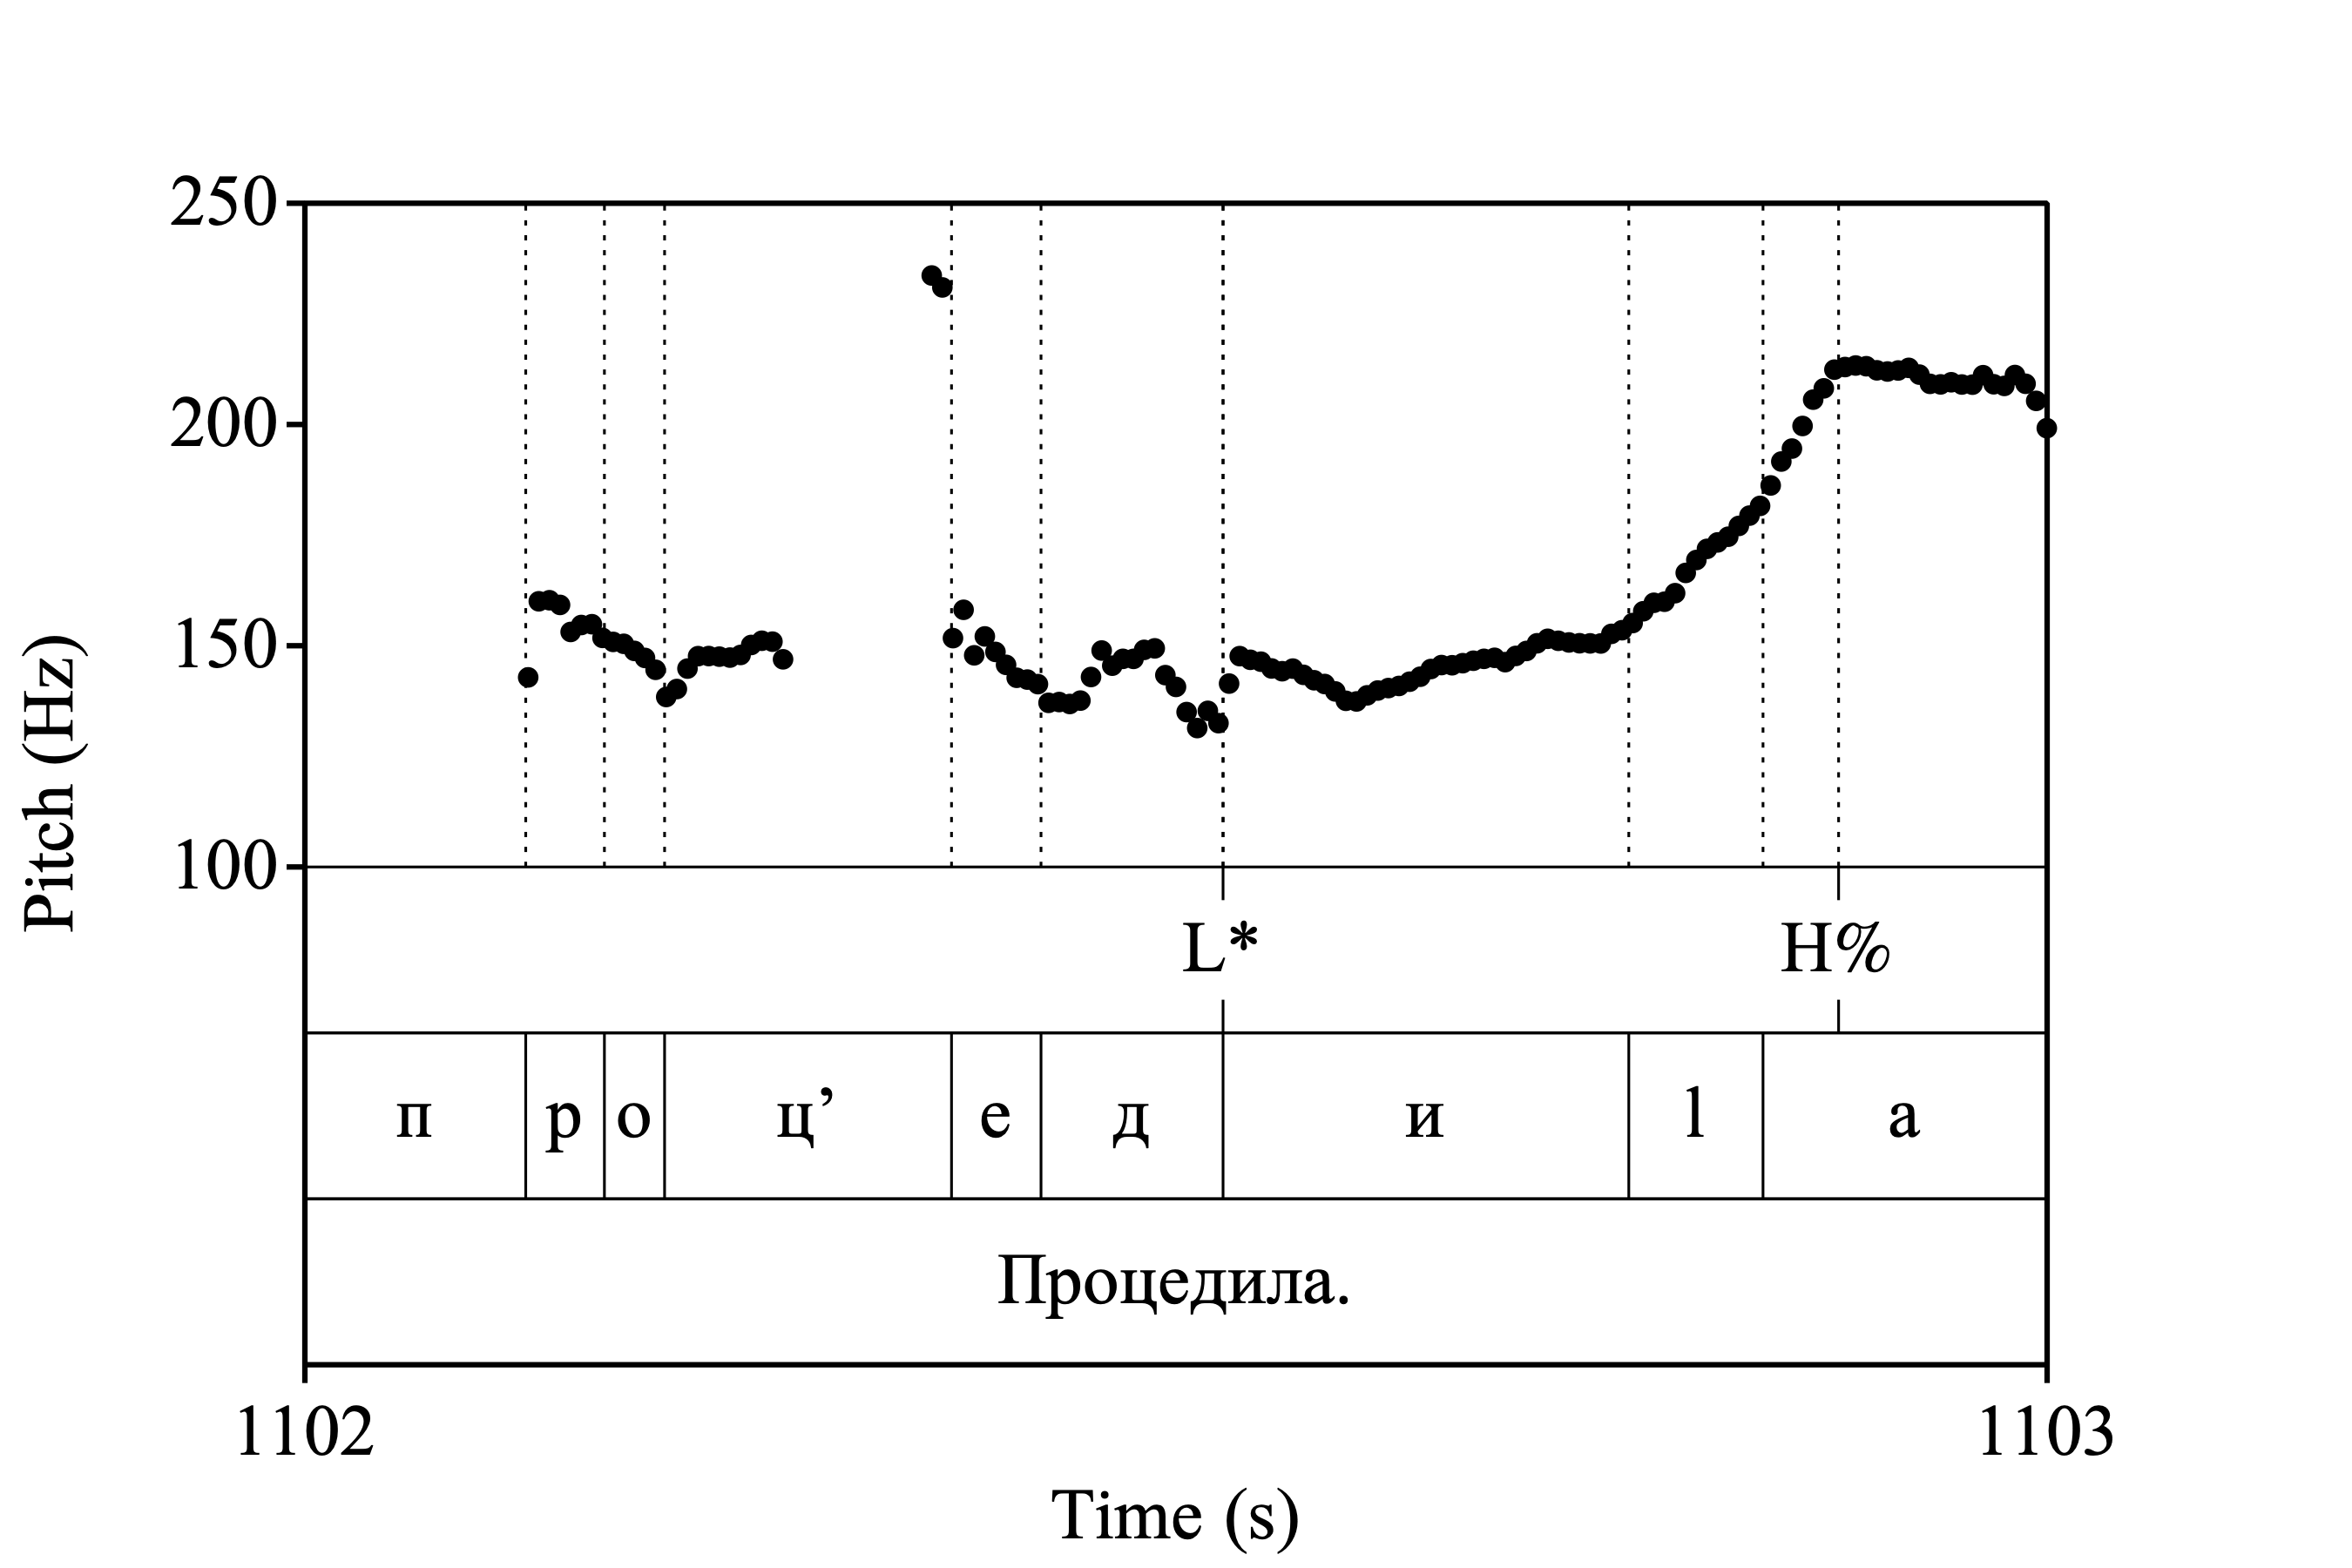 250
200
150
100
Pitch (Hz)
L* H%
п р о ц’ е д и l а
Процедила.
1102 1103
Time (s)